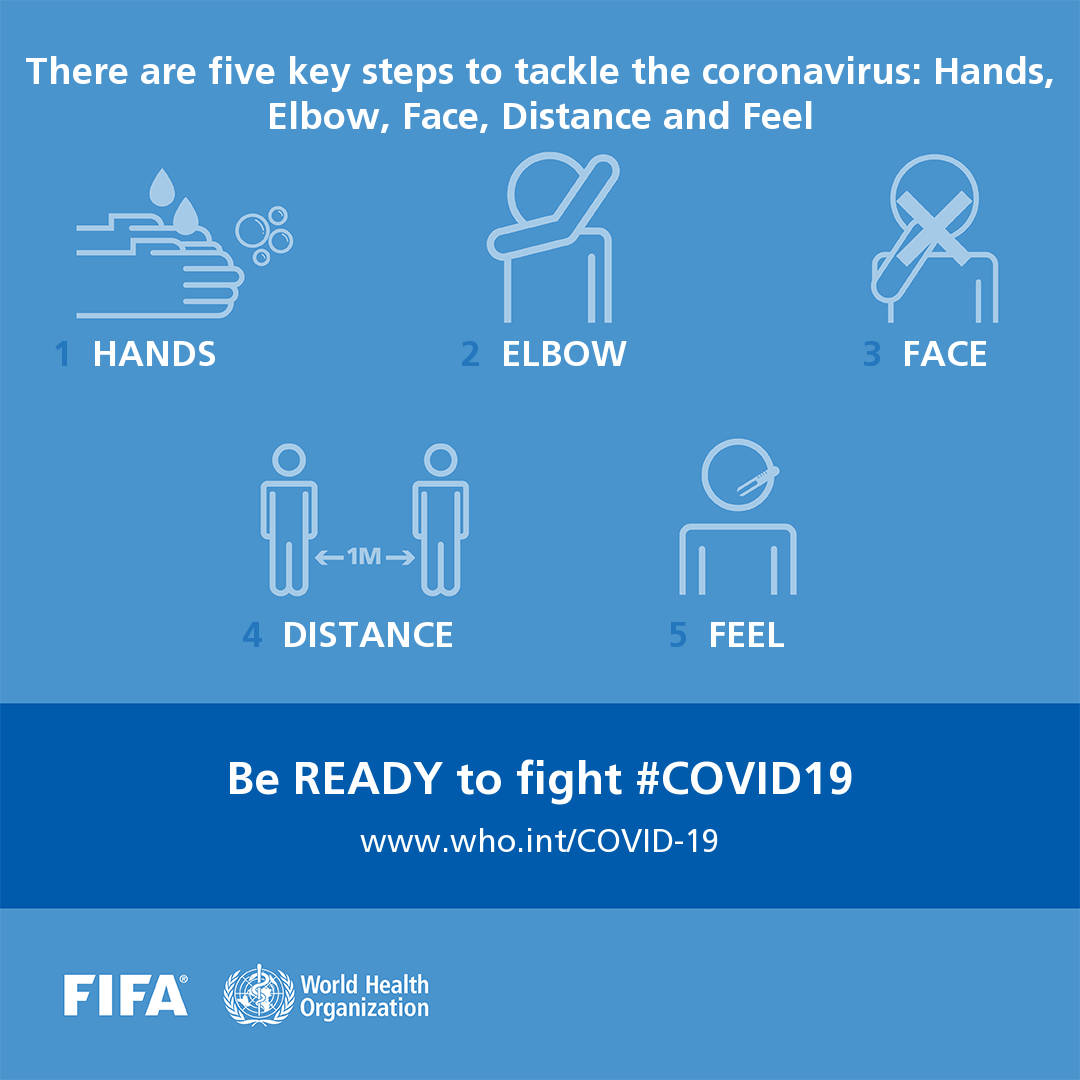 There are five key steps to tackle the coronavirus: Hands,
Elbow, Face, Distance and Feel
1 HANDS
2 ELBOW
3 FACE
1M
4 DISTANCE
5 FEEL
Be READY to fight #COVID19
www.who.int/COVID-19
FIFA®
World Health
Organization